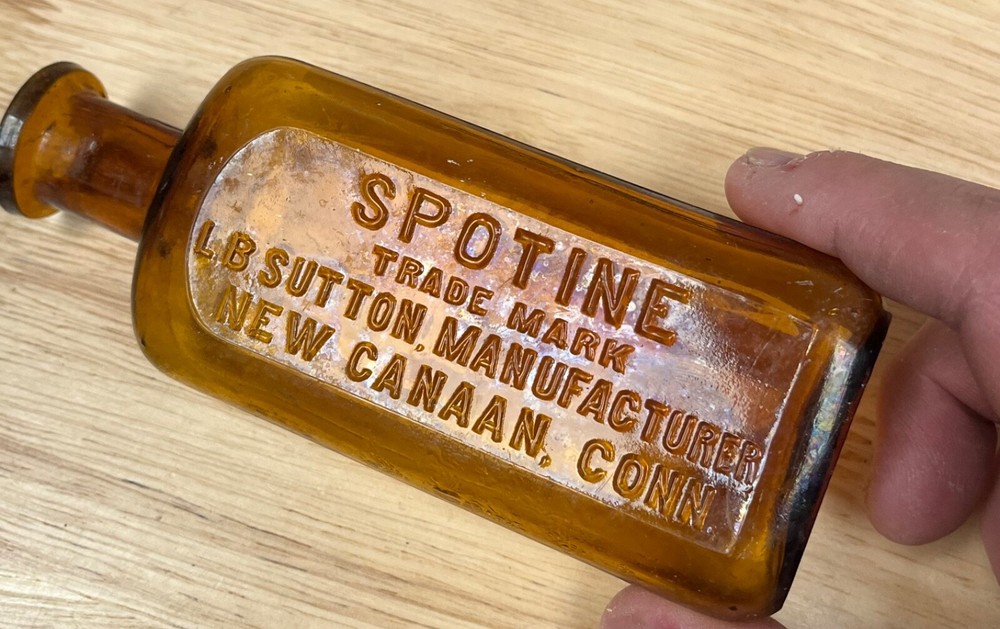 SPOTINE
TRADE MARK
L B SUTTON, MANUFACTURER
NEW CANAAN, CONN